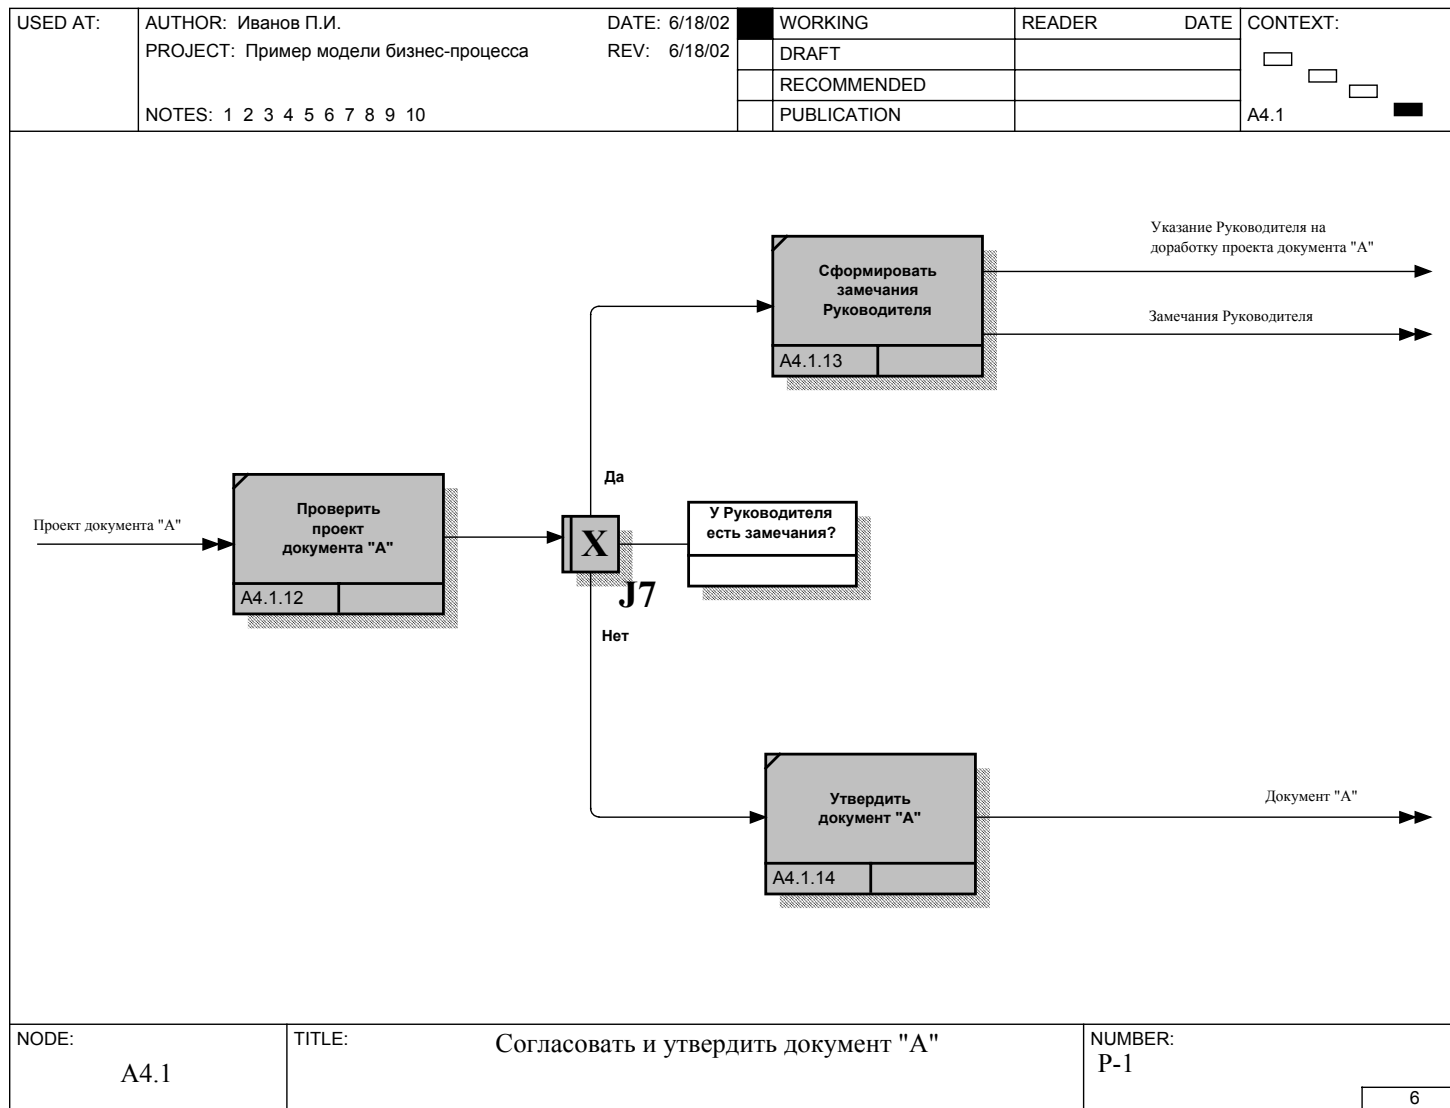 USED AT:
AUTHOR: Иванов П.И.
DATE: 6/18/02
PROJECT: Пример модели бизнес-процесса
REV: 6/18/02
NOTES: 1 2 3 4 5 6 7 8 9 10
WORKING
DRAFT
RECOMMENDED
PUBLICATION
READER DATE
CONTEXT:
A4.1
Указание Руководителя на
доработку проекта документа "А"
Сформировать
замечания
Руководителя
A4.1.13
Замечания Руководителя
Да
Проект документа "А"
Проверить
проект
документа "А"
A4.1.12
X
J7
У Руководителя
есть замечания?
Нет
Утвердить
документ "А"
A4.1.14
Документ "А"
NODE:
A4.1
TITLE:
Согласовать и утвердить документ "А"
NUMBER:
P-1
6